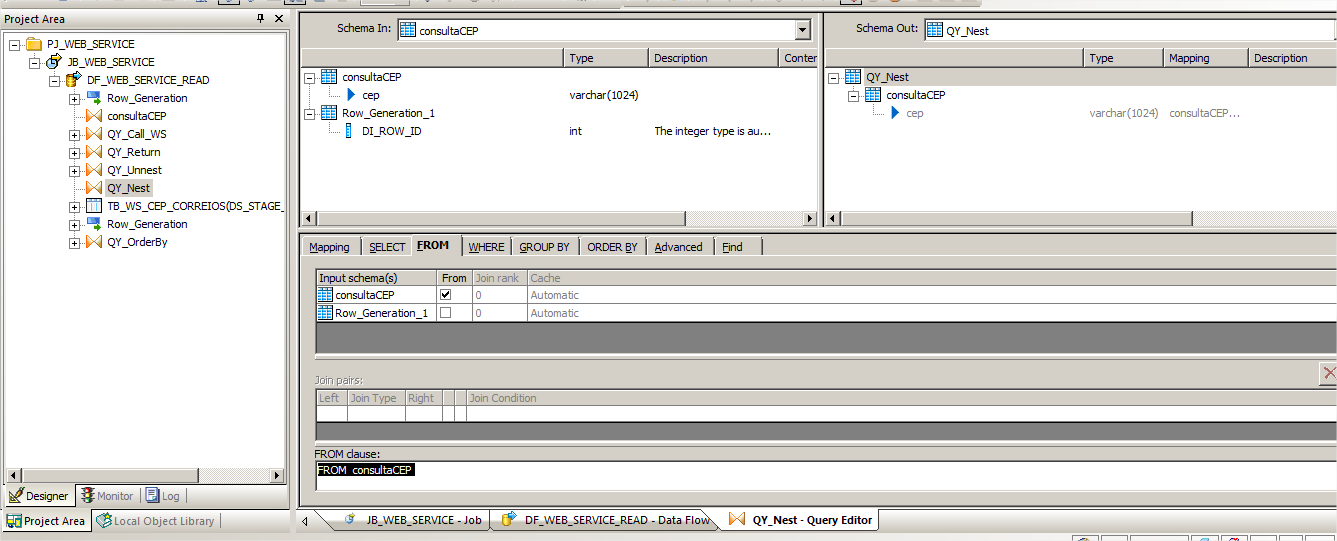 Project Area
PJ_WEB_SERVICE
JB_WEB_SERVICE
DF_WEB_SERVICE_READ
Row_Generation
consultaCEP
QY_Call_WS
QY_Return
QY_Unnest
QY_Nest
TB_WS_CEP_CORREIOS(DS_STAGE_
Row_Generation
QY_OrderBy
Designer Monitor Log
Project Area Local Object Library
Schema In: consultaCEP
Type Description Conter
consultaCEP
cep varchar(1024)
Row_Generation_1
DI_ROW_ID int The integer type is au...
Schema Out: QY_Nest
Type Mapping Description
QY_Nest
consultaCEP
cep varchar(1024) consultaCEP...
Mapping SELECT FROM WHERE GROUP BY ORDER BY Advanced Find
Input schema(s) From Join rank Cache
consultaCEP 0 Automatic
Row_Generation_1 0 Automatic
Join pairs:
Left Join Type Right Join Condition
FROM clause:
FROM consultaCEP
JB_WEB_SERVICE - Job DF_WEB_SERVICE_READ - Data Flow QY_Nest - Query Editor